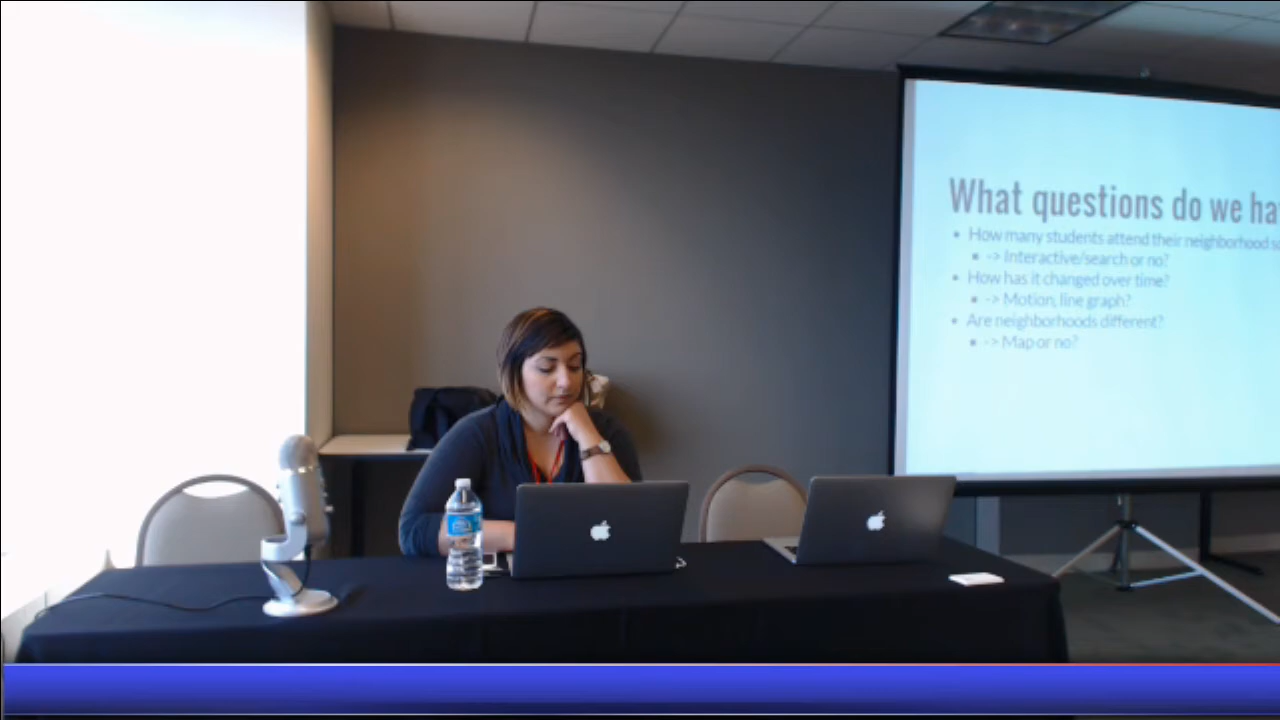 What questions do we ha
• How many students attend their neighborhood s
▪ -> Interactive/search or no?
• How has it changed over time?
▪ -> Motion, line graph?
• Are neighborhoods different?
▪ -> Map or no?